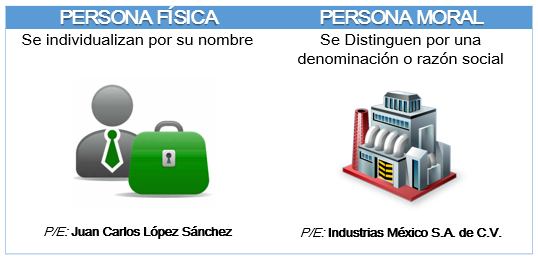 PERSONA FÍSICA
Se individualizan por su nombre
P/E: Juan Carlos López Sánchez
PERSONA MORAL
Se Distinguen por una
denominación o razón social
P/E: Industrias México S.A. de C.V.